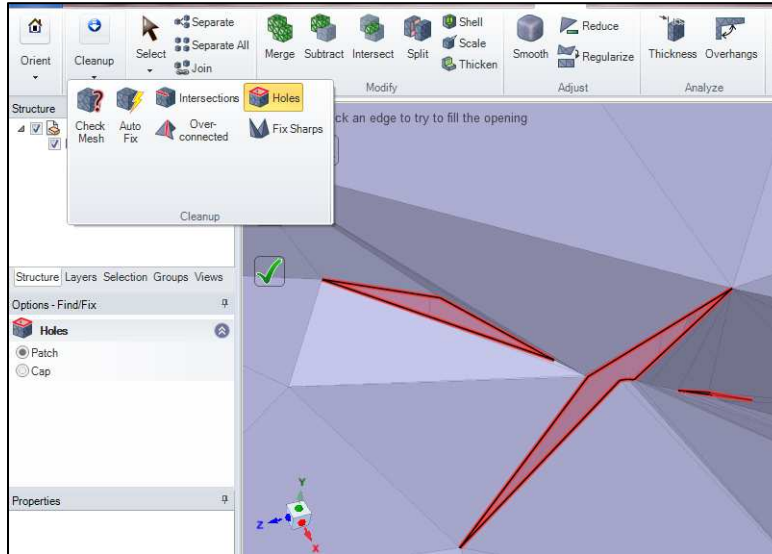 Orient
Cleanup
Select
Separate
Separate All
Join
Merge
Subtract
Intersect
Split
Shell
Scale
Thicken
Modify
Smooth
Reduce
Regularize
Adjust
Thickness
Overhangs
Analyze
Structure
Check
Mesh
Auto
Fix
Intersections
Over-
connected
Holes
Fix Sharps
Cleanup
ck an edge to try to fill the opening
Structure Layers Selection Groups Views
Options - Find/Fix
Holes
Patch
Cap
Properties
Y
Z
X